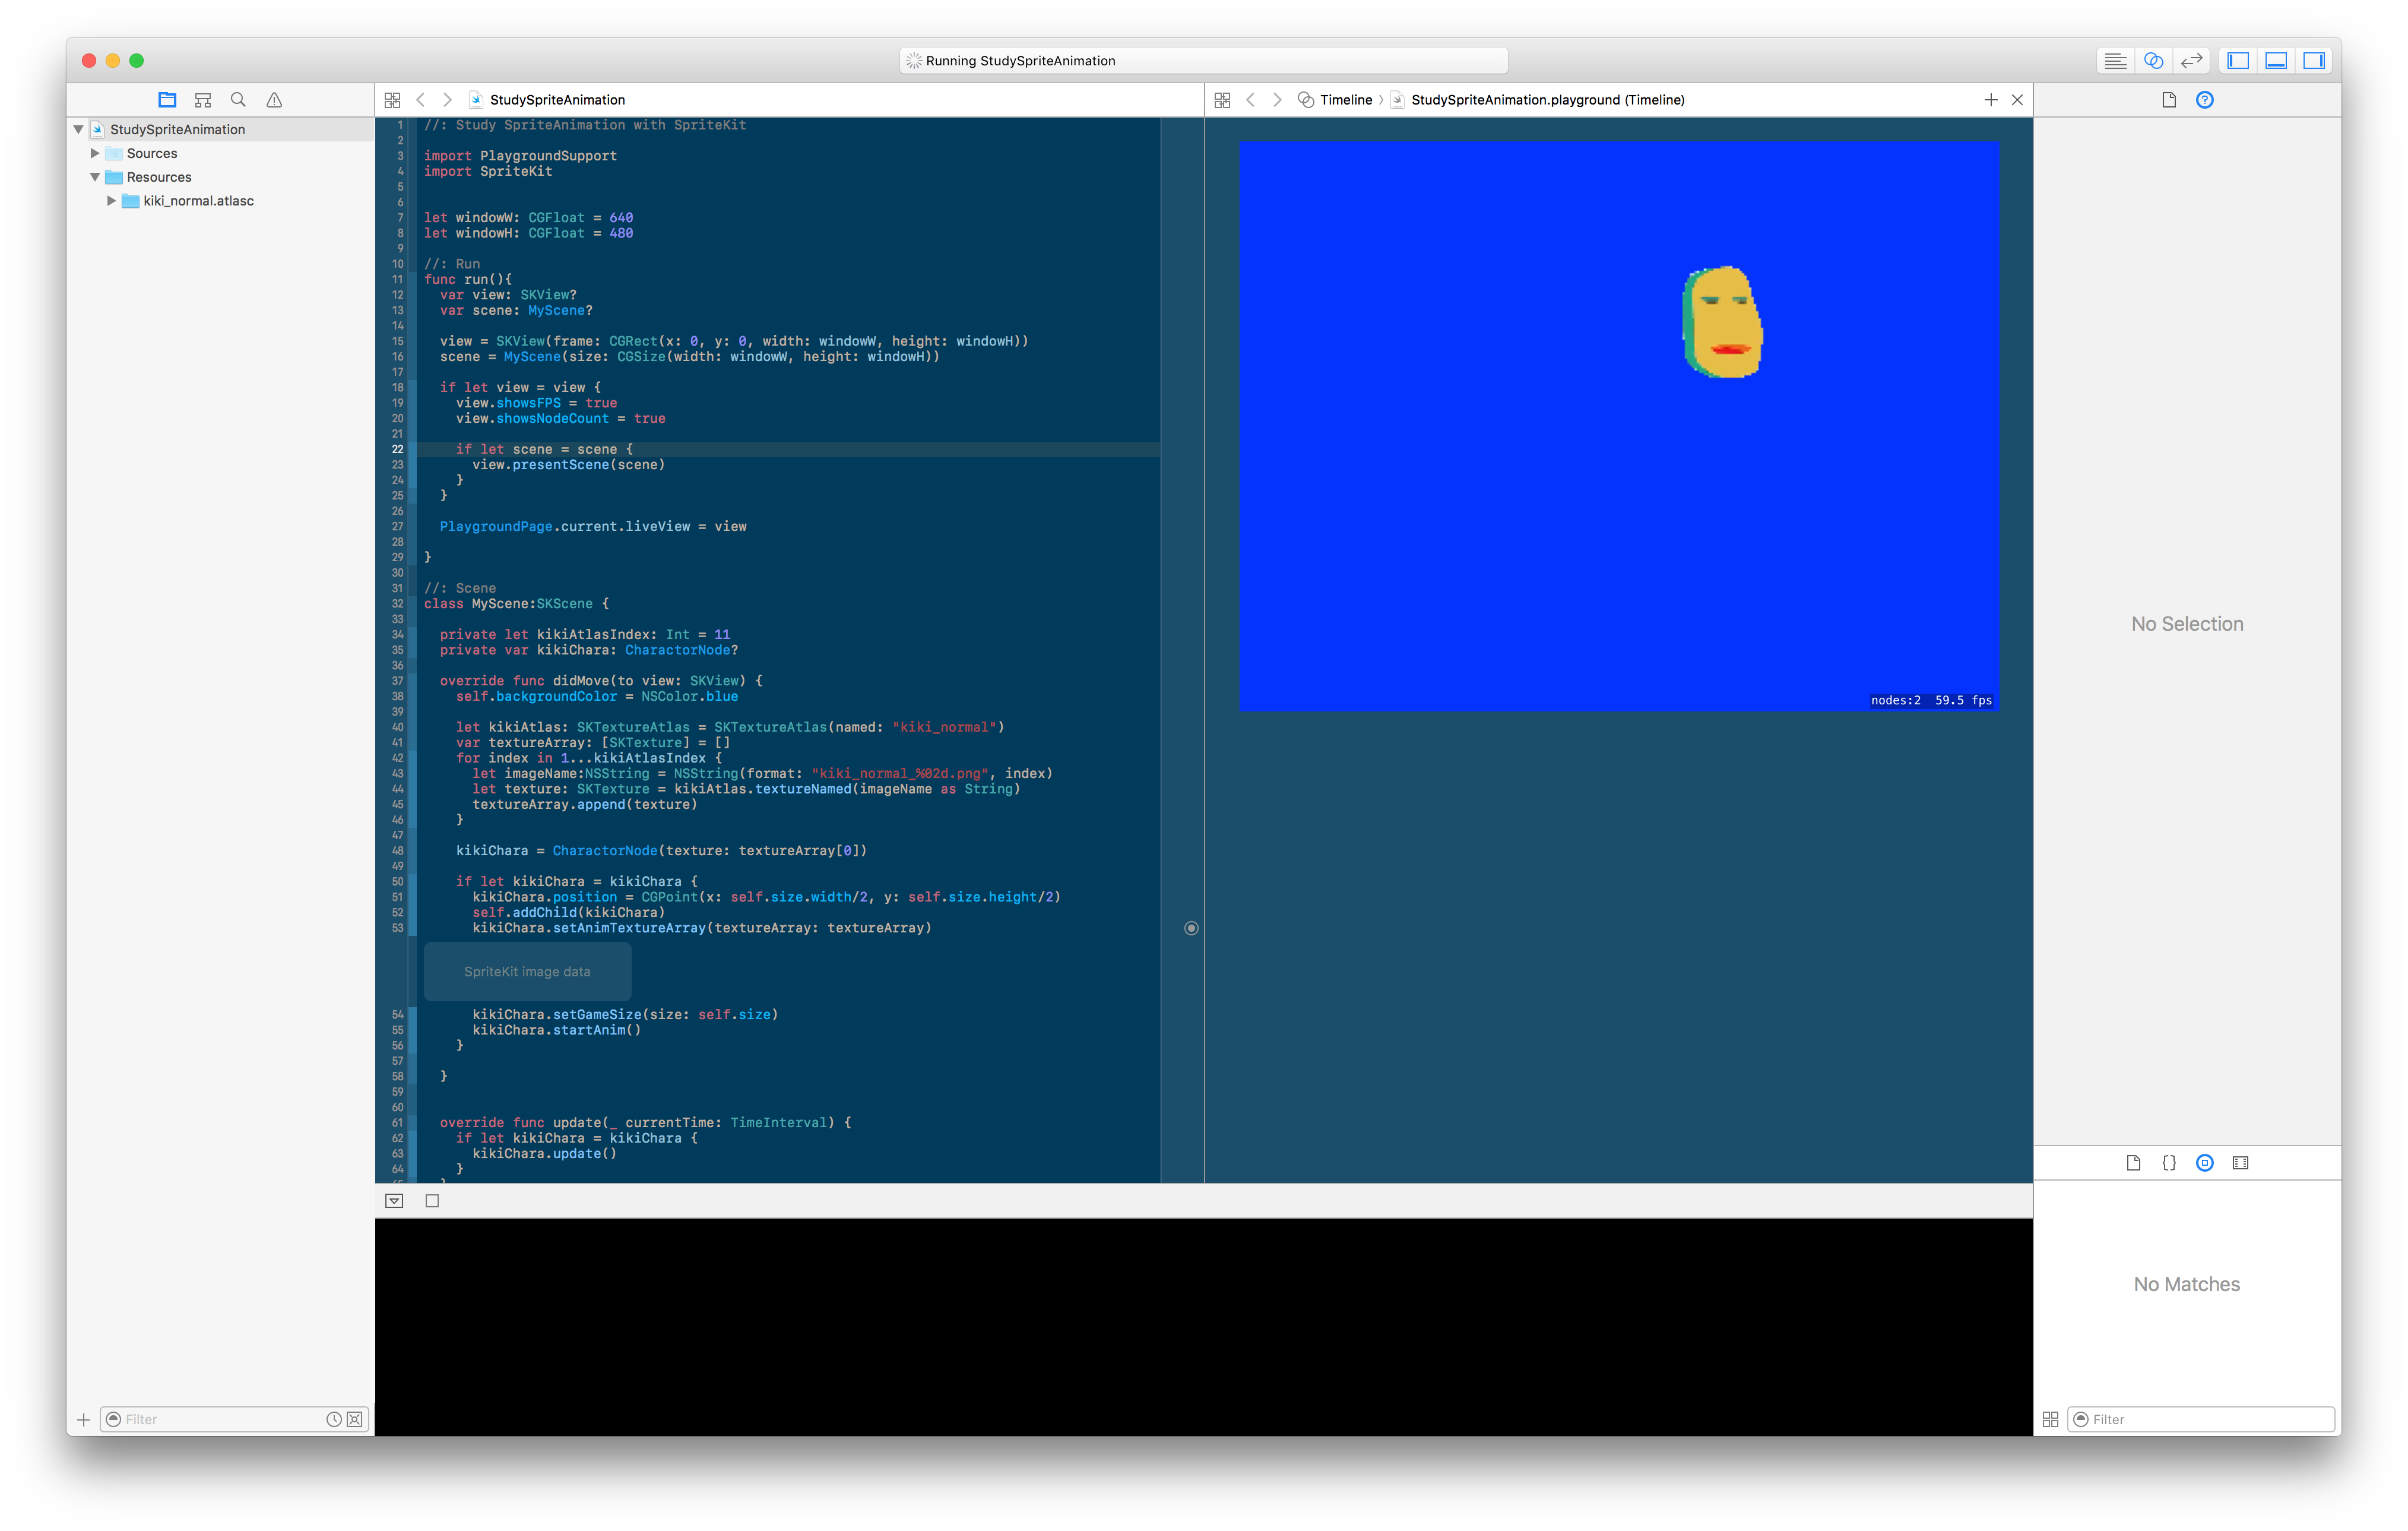 Running StudySpriteAnimation
StudySpriteAnimation
Timeline
StudySpriteAnimation.playground (Timeline)
StudySpriteAnimation
Sources
Resources
kiki_normal.atlasc
1 //: Study SpriteAnimation with SpriteKit
2
3 import PlaygroundSupport
4 import SpriteKit
5
6
7 let windowW: CGFloat = 640
8 let windowH: CGFloat = 480
9
10 //: Run
11 func run(){
12 var view: SKView?
13 var scene: MyScene?
14
15 view = SKView(frame: CGRect(x: 0, y: 0, width: windowW, height: windowH))
16 scene = MyScene(size: CGSize(width: windowW, height: windowH))
17
18 if let view = view {
19 view.showsFPS = true
20 view.showsNodeCount = true
21
22 if let scene = scene {
23 view.presentScene(scene)
24 }
25 }
26
27 PlaygroundPage.current.liveView = view
28
29 }
30
31 //: Scene
32 class MyScene:SKScene {
33
34 private let kikiAtlasIndex: Int = 11
35 private var kikiChara: CharactorNode?
36
37 override func didMove(to view: SKView) {
38 self.backgroundColor = NSColor.blue
39
40 let kikiAtlas: SKTextureAtlas = SKTextureAtlas(named: "kiki_normal")
41 var textureArray: [SKTexture] = []
42 for index in 1...kikiAtlasIndex {
43 let imageName:NSString = NSString(format: "kiki_normal_%02d.png", index)
44 let texture: SKTexture = kikiAtlas.textureNamed(imageName as String)
45 textureArray.append(texture)
46 }
47
48 kikiChara = CharactorNode(texture: textureArray[0])
49
50 if let kikiChara = kikiChara {
51 kikiChara.position = CGPoint(x: self.size.width/2, y: self.size.height/2)
52 self.addChild(kikiChara)
53 kikiChara.setAnimTextureArray(textureArray: textureArray)
SpriteKit image data
54 kikiChara.setGameSize(size: self.size)
55 kikiChara.startAnim()
56 }
57
58 }
59
60
61 override func update(_ currentTime: TimeInterval) {
62 if let kikiChara = kikiChara {
63 kikiChara.update()
64 }
nodes:2 59.5 fps
No Selection
No Matches
Filter
Filter